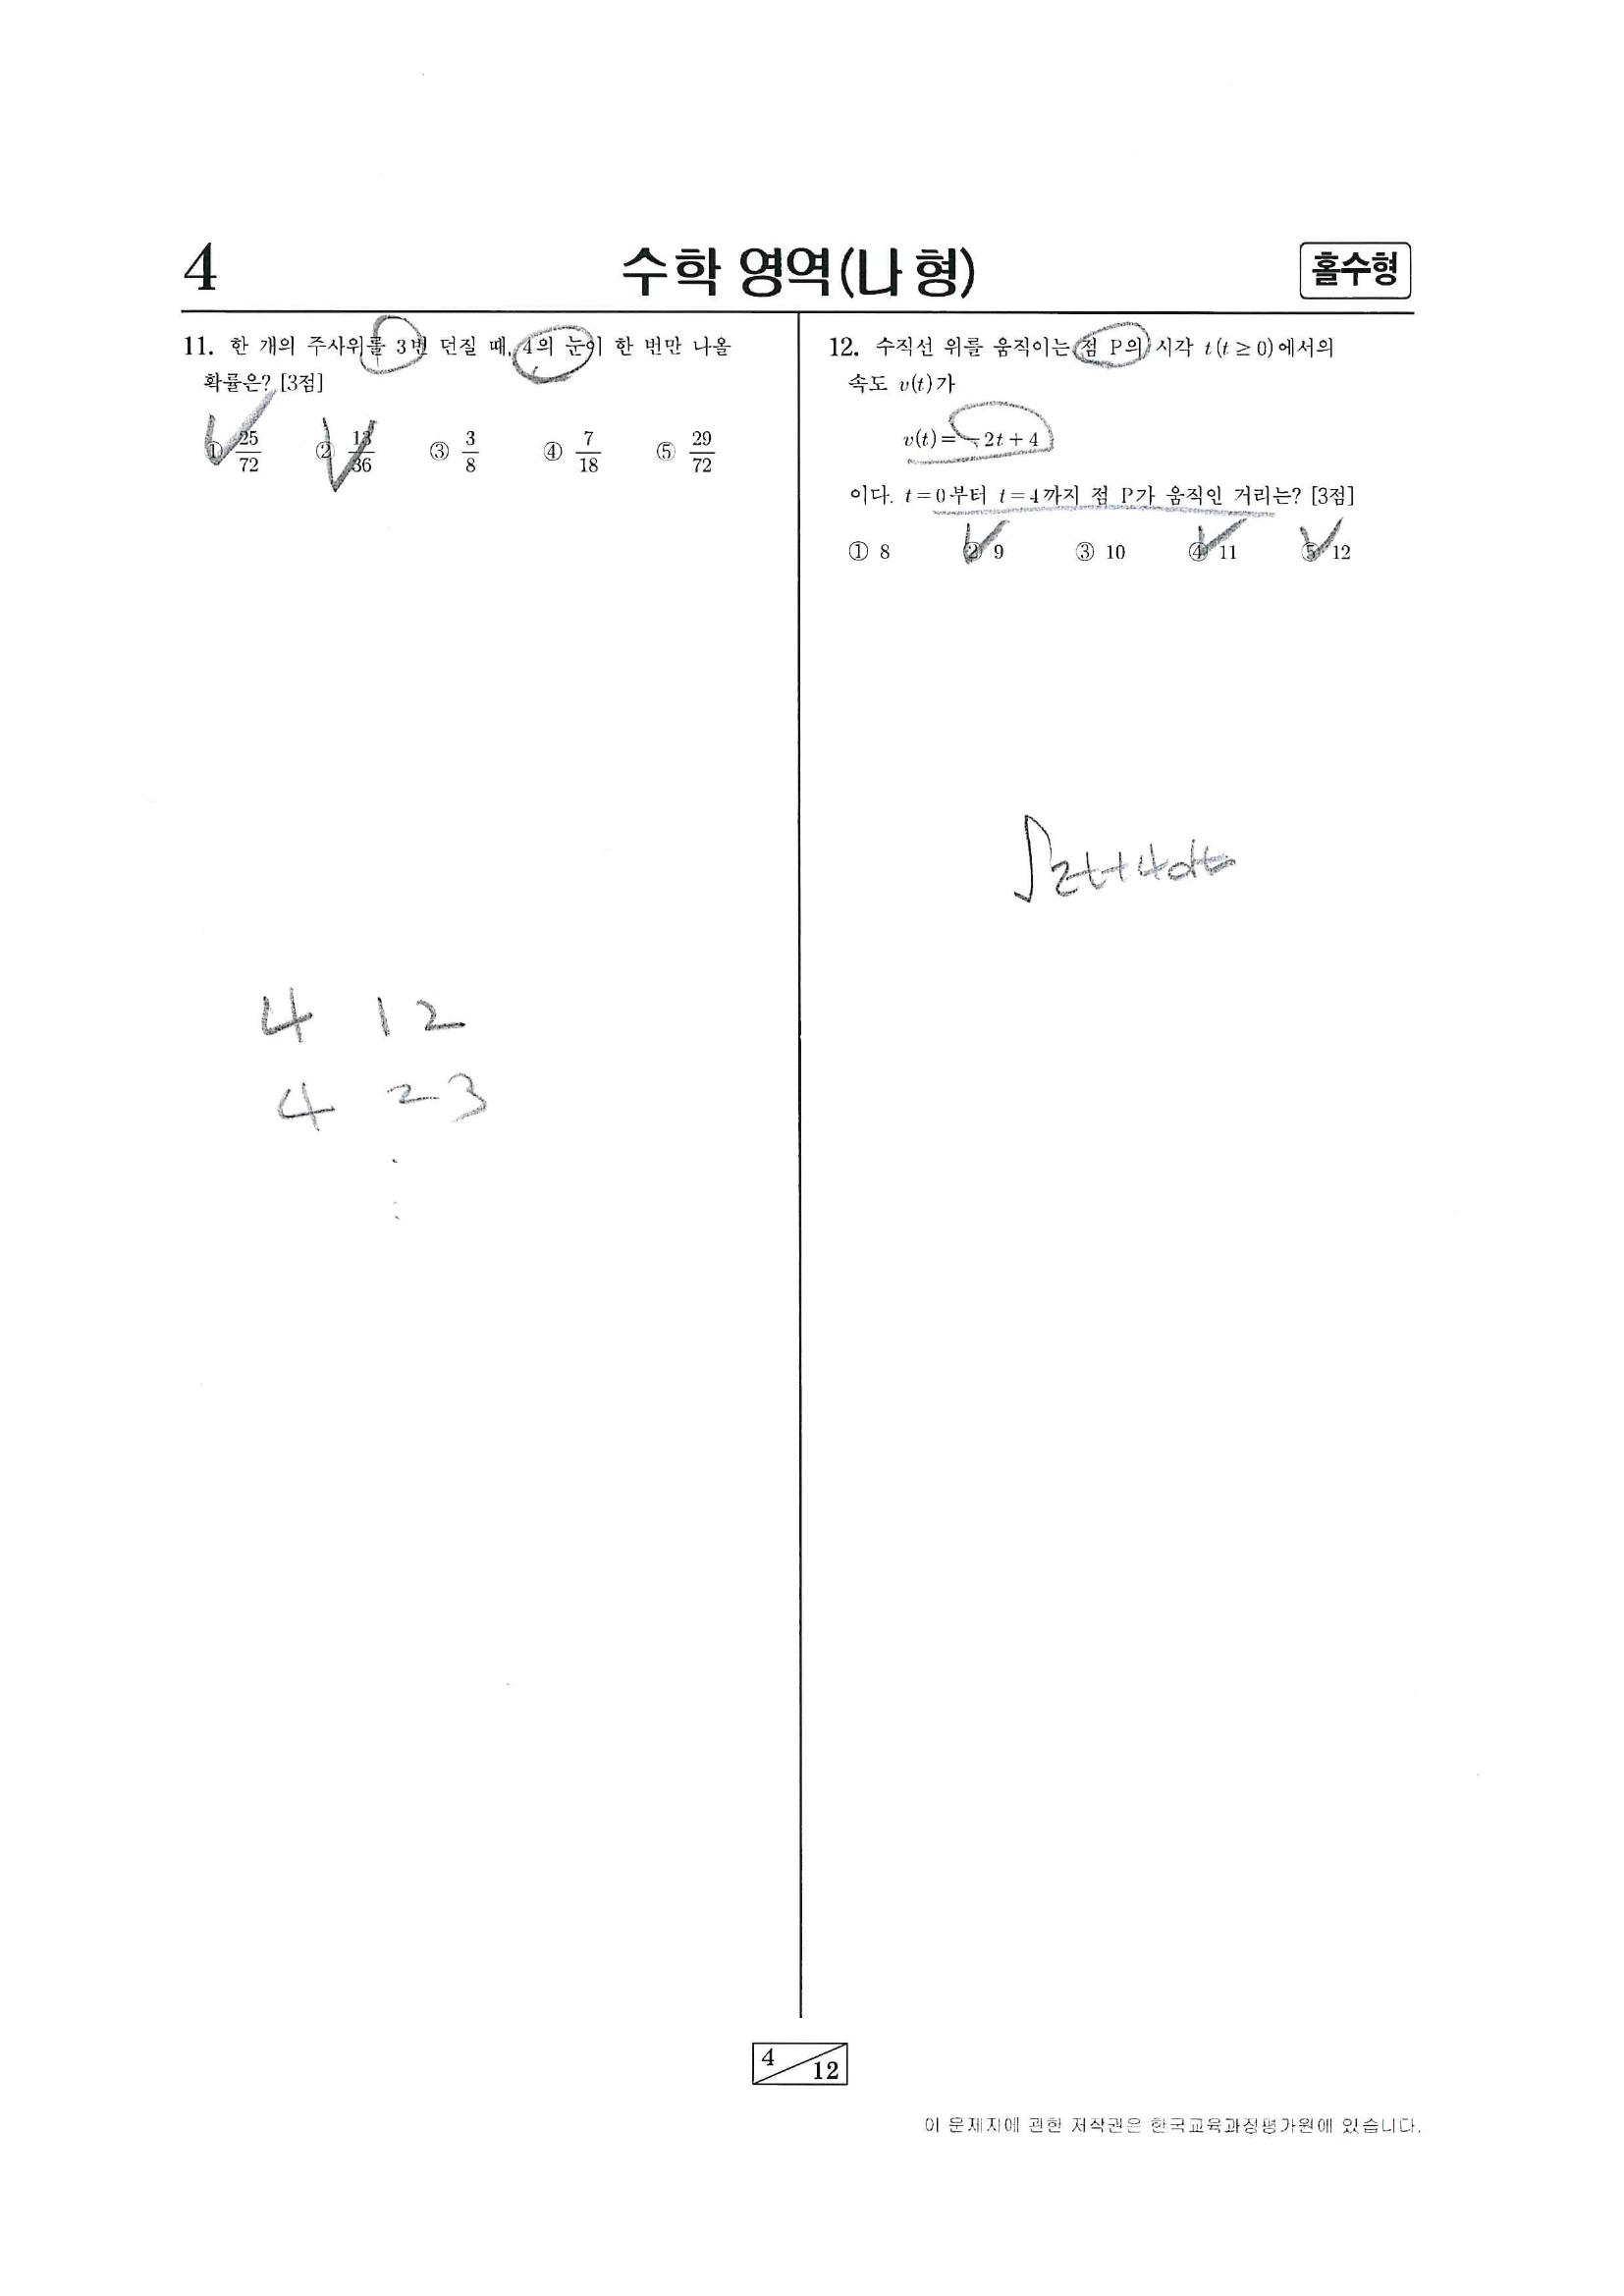 4
수학 영역(나 형)
홀수형
11. 한 개의 주사위를 3번 던질 때, 4의 눈이 한 번만 나올
확률은? [3점]
① 25/72 ② 13/36 ③ 3/8 ④ 7/18 ⑤ 29/72
4 12
4 23
12. 수직선 위를 움직이는 점 P의 시각 t(t ≥ 0)에서의
속도 v(t)가
v(t) = -2t + 4
이다. t = 0부터 t = 4까지 점 P가 움직인 거리는? [3점]
① 8 ② 9 ③ 10 ④ 11 ⑤ 12
∫2t+4dt
4/12
이 문제지에 관한 저작권은 한국교육과정평가원에 있습니다.